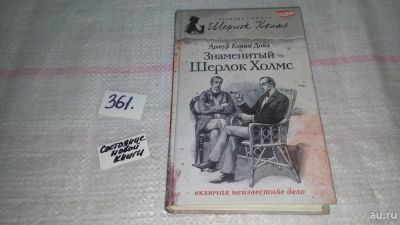 Шерлок Холмс
Артур Конан Дойл
Знаменитый
Шерлок Холмс
включая неизвестное дело
361.
состояние
новой
книги
au.ru